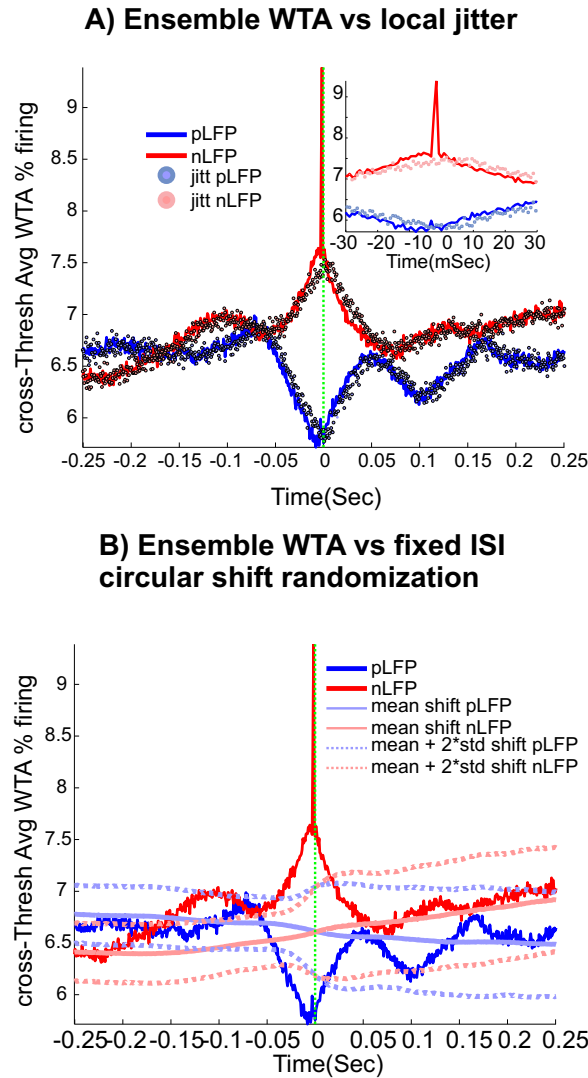 A) Ensemble WTA vs local jitter
cross-Thresh Avg WTA % firing
9
8.5
8
7.5
7
6.5
6
pLFP
nLFP
jitt pLFP
jitt nLFP
9
8
7
6
-30 -20 -10 0 10 20 30
Time(mSec)
-0.25 -0.2 -0.15 -0.1 -0.05 0 0.05 0.1 0.15 0.2 0.25
Time(Sec)
B) Ensemble WTA vs fixed ISI
circular shift randomization
cross-Thresh Avg WTA % firing
9
8.5
8
7.5
7
6.5
6
pLFP
nLFP
mean shift pLFP
mean shift nLFP
mean + 2*std shift pLFP
mean + 2*std shift nLFP
-0.25 -0.2 -0.15 -0.1 -0.05 0 0.05 0.1 0.15 0.2 0.25
Time(Sec)